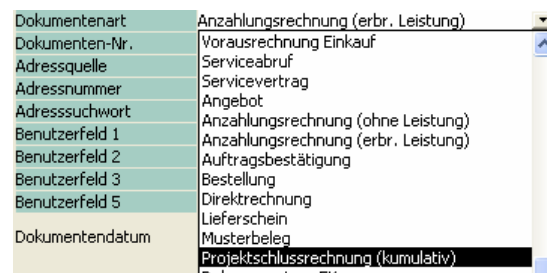 Dokumentenart Anzahlungsrechnung (erbr. Leistung)
Dokumenten-Nr. Vorausrechnung Einkauf
Adressquelle Serviceabruf
Adressnummer Servicevertrag
Adresssuchwort Angebot
Anzahlungsrechnung (ohne Leistung)
Benutzerfeld 1 Anzahlungsrechnung (erbr. Leistung)
Benutzerfeld 2 Auftragsbestätigung
Benutzerfeld 3 Bestellung
Benutzerfeld 5 Direktrechnung
Lieferschein
Dokumentendatum Musterbeleg
Projektschlussrechnung (kumulativ)